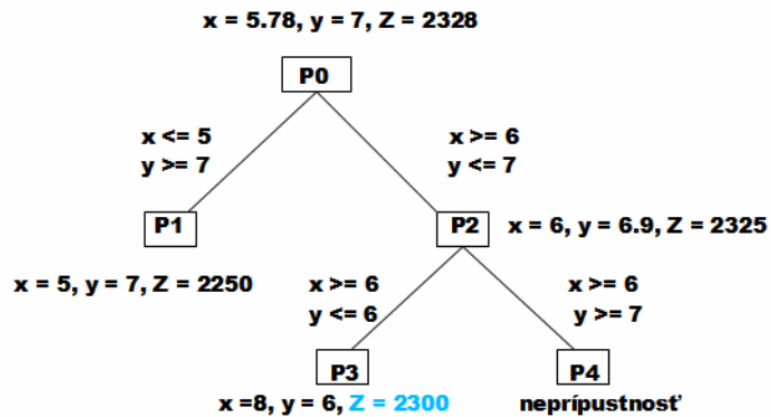 x = 5.78, y = 7, Z = 2328
P0
x <= 5
y >= 7
x >= 6
y <= 7
P1
P2
x = 6, y = 6.9, Z = 2325
x = 5, y = 7, Z = 2250
x >= 6
y <= 6
x >= 6
y >= 7
P3
P4
x =8, y = 6, Z = 2300
neprípustnosť